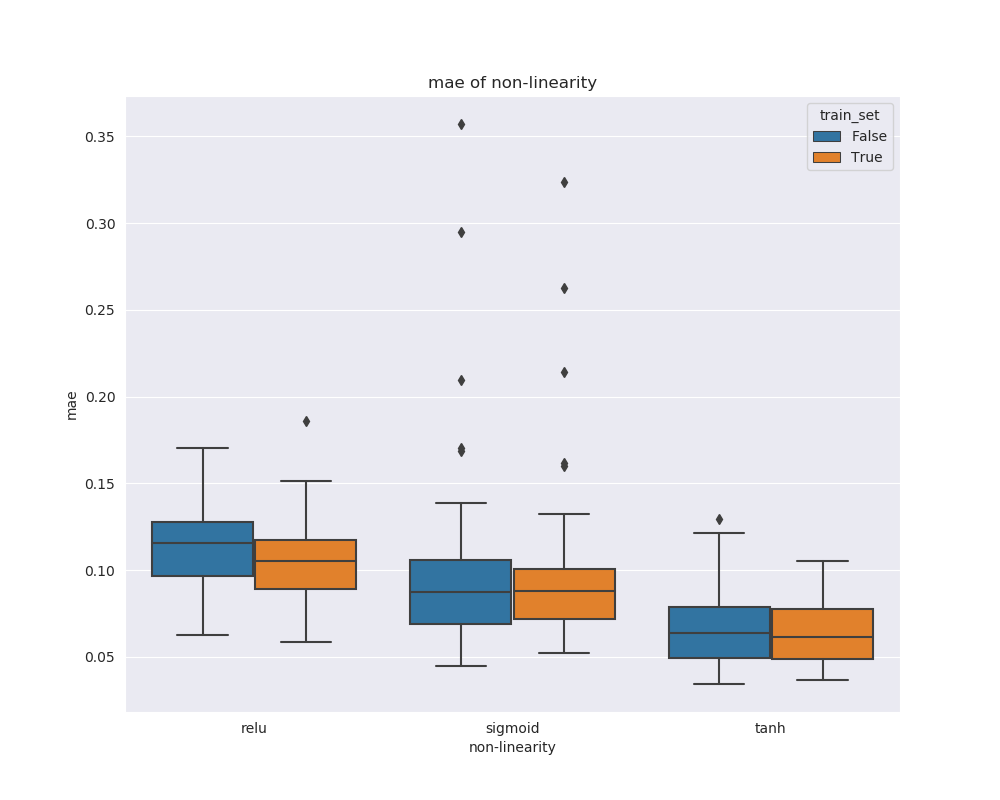 mae of non-linearity
train_set
False
True
mae
0.35
0.30
0.25
0.20
0.15
0.10
0.05
relu
sigmoid
tanh
non-linearity